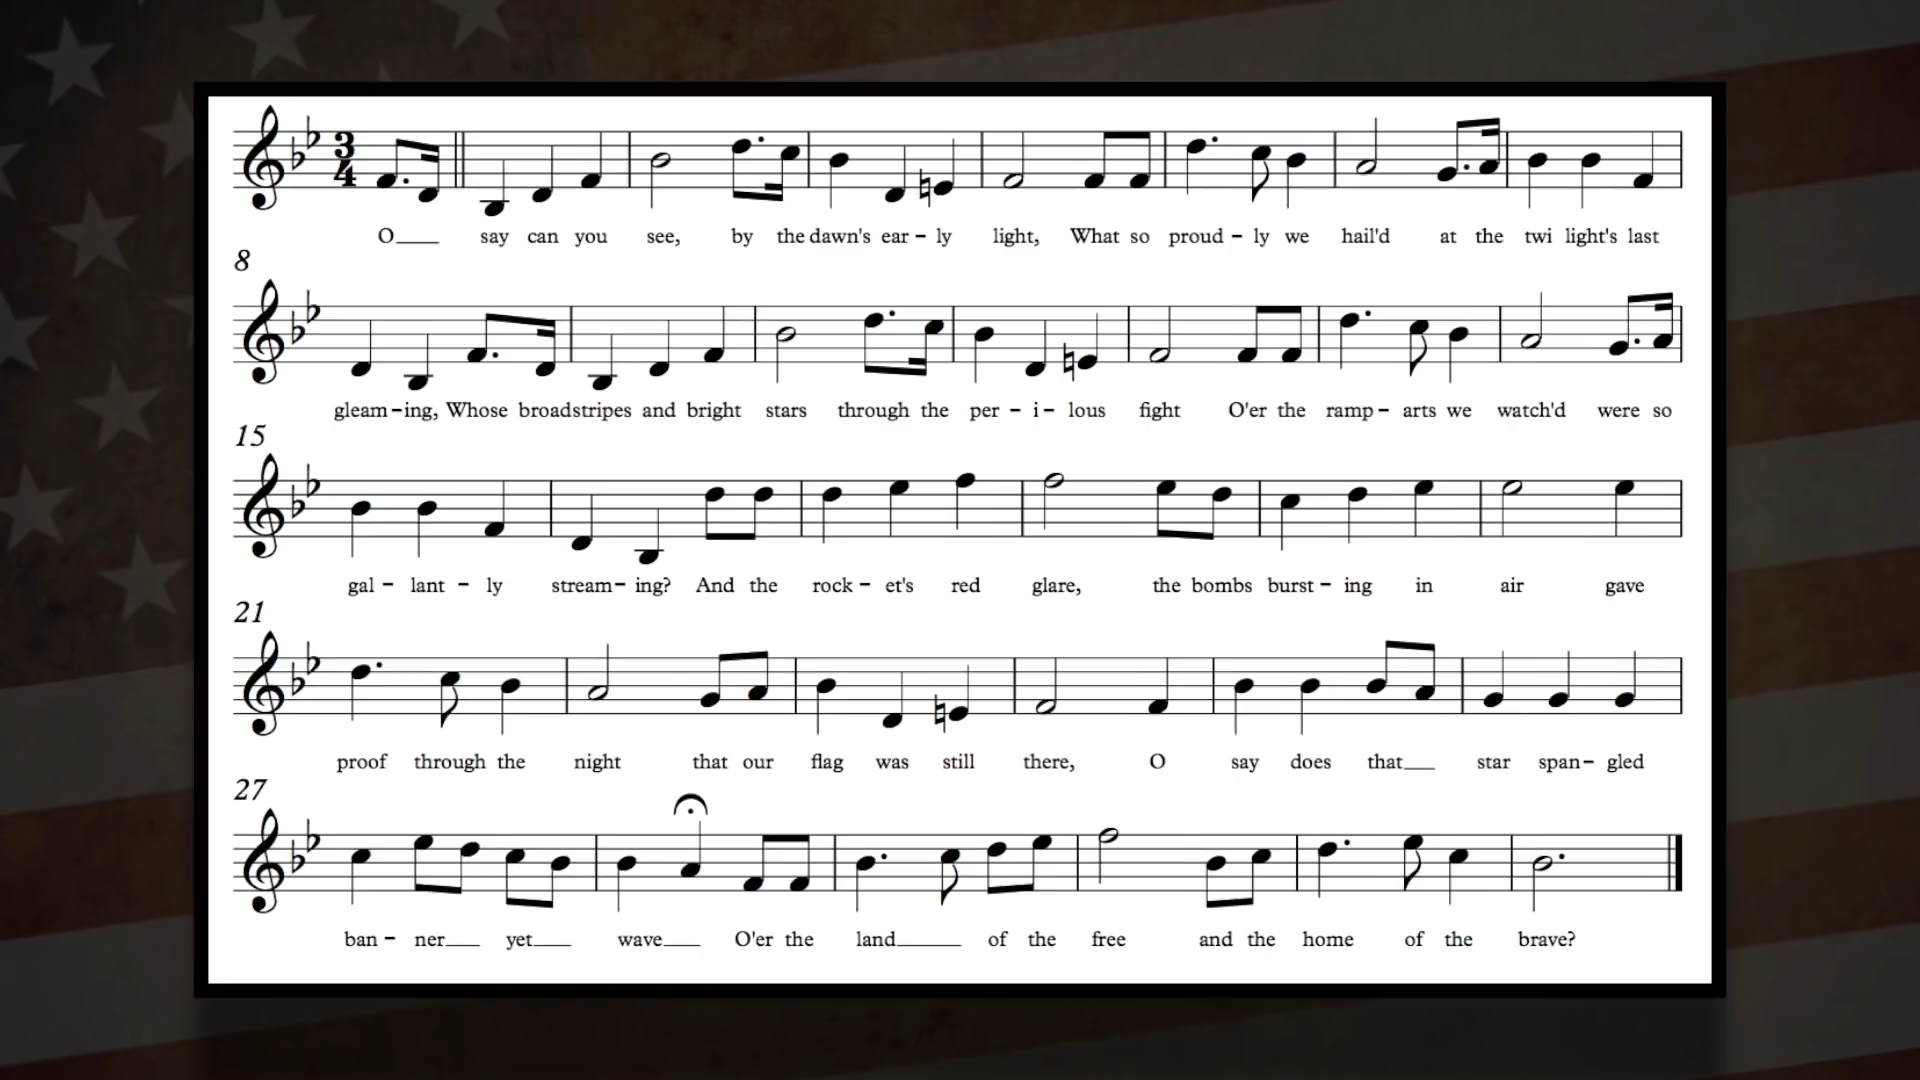 3
4
O___ say can you see, by the dawn's ear - ly light, What so proud - ly we hail'd at the twi light's last
8
gleam - ing, Whose broad stripes and bright stars through the per - i - lous fight O'er the ramp - arts we watch'd were so
15
gal - lant - ly stream - ing? And the rock - et's red glare, the bombs burst - ing in air gave
21
proof through the night that our flag was still there, O say does that___ star span - gled
27
ban - ner___ yet___ wave___ O'er the land___ of the free and the home of the brave?